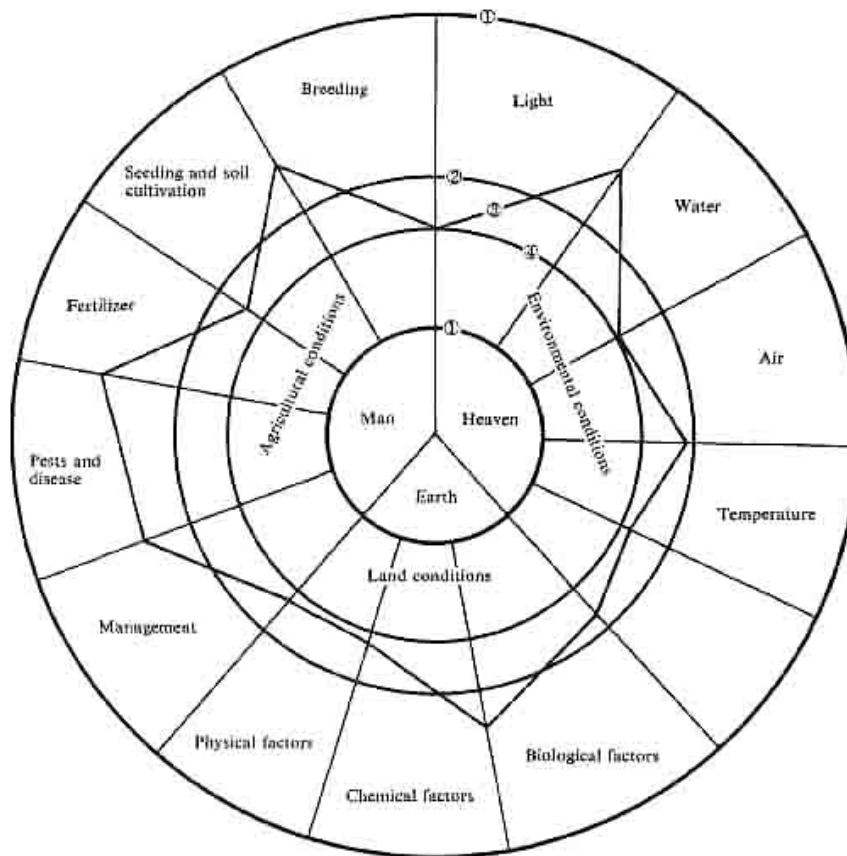 ①
Breeding
Light
Seeding and soil
cultivation
②
③
Water
④
Fertilizer
Agricultural conditions
Environmental conditions
①
Air
Man
Heaven
Pests and
disease
Earth
Temperature
Land conditions
Management
Physical factors
Biological factors
Chemical factors